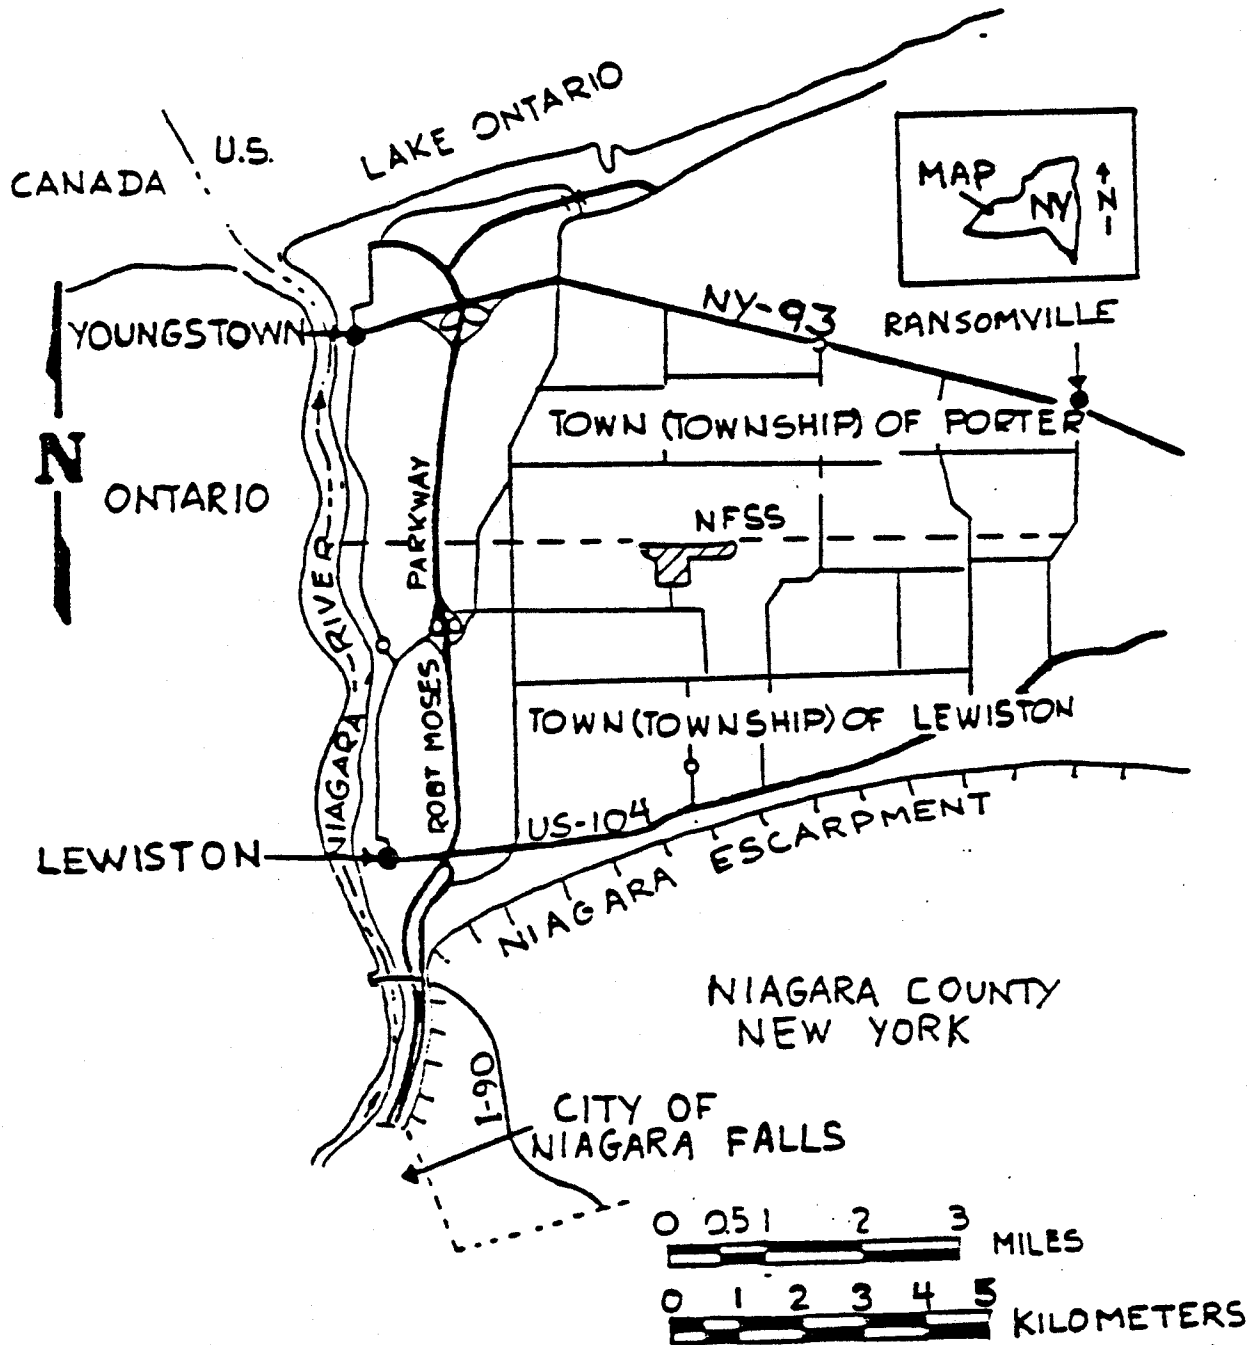 LAKE ONTARIO
U.S.
CANADA
MAP
NY
N
NY-93
RANSOMVILLE
YOUNGSTOWN
TOWN (TOWNSHIP) OF PORTER
N
ONTARIO
PARKWAY
NFSS
NIAGARA RIVER
ROBT MOSES
TOWN (TOWNSHIP) OF LEWISTON
US-104
LEWISTON
NIAGARA ESCARPMENT
NIAGARA COUNTY
NEW YORK
I-90
CITY OF
NIAGARA FALLS
0 0.5 1 2 3 MILES
0 1 2 3 4 5 KILOMETERS